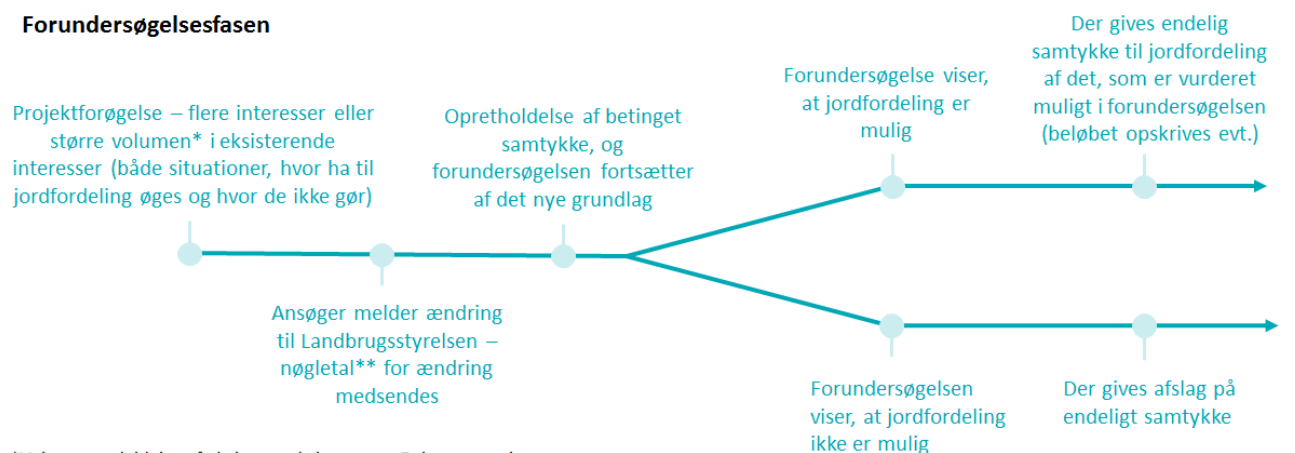 Forundersøgelsesfasen
Projektforøgelse – flere interesser eller
større volumen* i eksisterende
interesser (både situationer, hvor ha til
jordfordeling øges og hvor de ikke gør)
Ansøger melder ændring
til Landbrugsstyrelsen –
nøgletal** for ændring
medsendes
Opretholdelse af betinget
samtykke, og
forundersøgelsen fortsætter
af det nye grundlag
Forundersøgelse viser,
at jordfordeling er
mulig
Der gives endelig
samtykke til jordfordeling
af det, som er vurderet
muligt i forundersøgelsen
(beløbet opskrives evt.)
Forundersøgelsen
viser, at jordfordeling
ikke er mulig
Der gives afslag på
endeligt samtykke